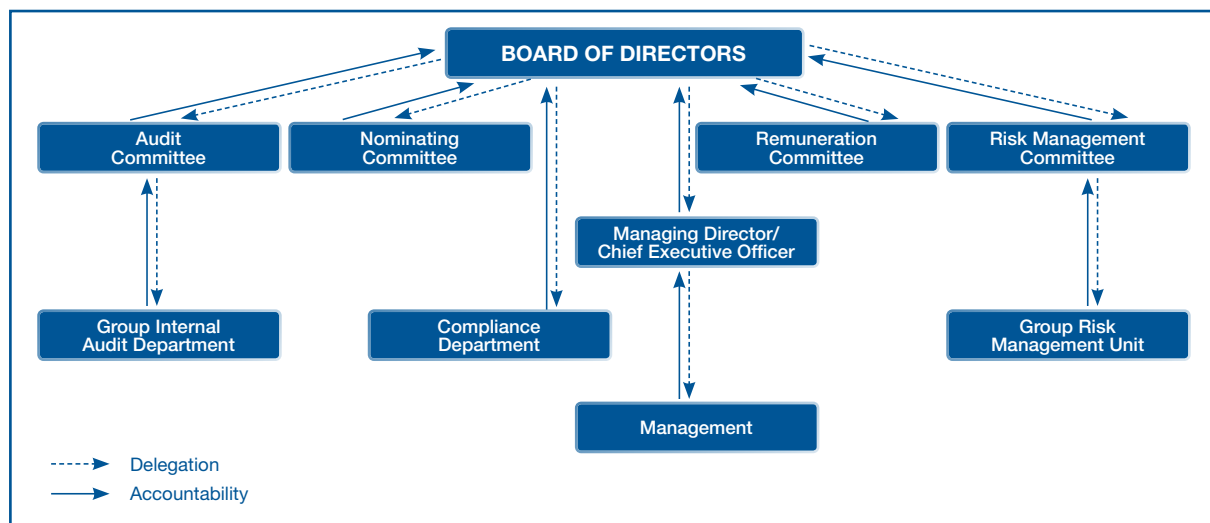 BOARD OF DIRECTORS
Audit
Committee
Nominating
Committee
Remuneration
Committee
Risk Management
Committee
Managing Director/
Chief Executive Officer
Group Internal
Audit Department
Compliance
Department
Group Risk
Management Unit
Management
Delegation
Accountability